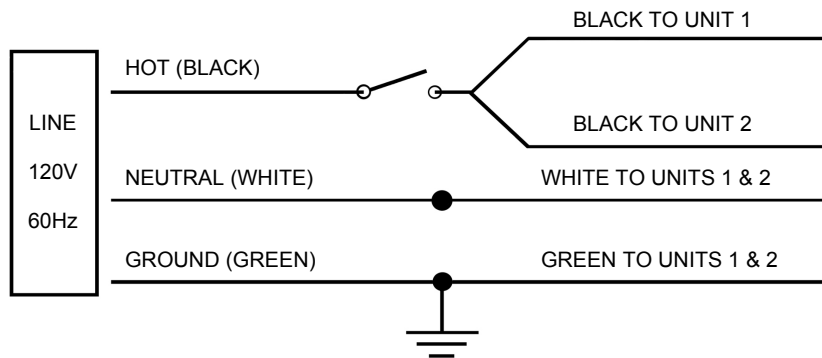 BLACK TO UNIT 1
HOT (BLACK)
LINE
120V
60Hz
BLACK TO UNIT 2
NEUTRAL (WHITE)
WHITE TO UNITS 1 & 2
GROUND (GREEN)
GREEN TO UNITS 1 & 2